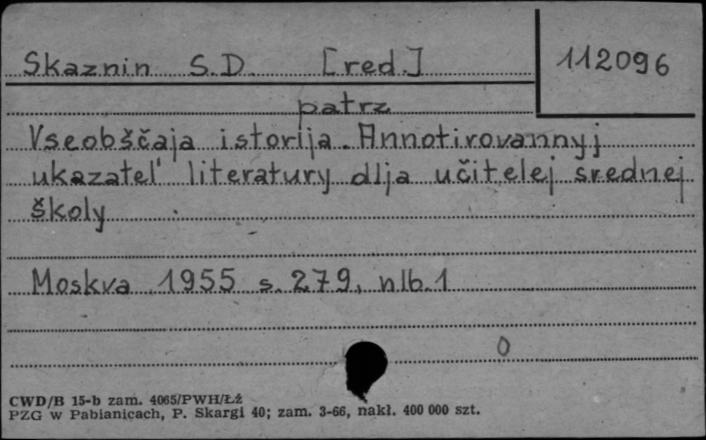 Skaznin S.D. [red.] 112096
patrz
Vseobščaja istorija. Annotirovannyj
ukazatel' literatury dlja učitelej srednej
školy
Moskva 1955 s. 279, nlb. 1
0
CWD/B 15-b zam. 4065/PWH/Łź
PZG w Pabianicach, P. Skargi 40; zam. 3-66, nakł. 400 000 szt.